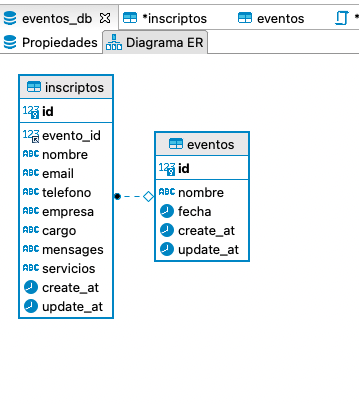 eventos_db
*inscriptos
eventos
*
Propiedades
Diagrama ER
inscriptos
123 id
123 evento_id
ABC nombre
ABC email
ABC telefono
ABC empresa
ABC cargo
ABC mensages
ABC servicios
create_at
update_at
eventos
123 id
ABC nombre
fecha
create_at
update_at